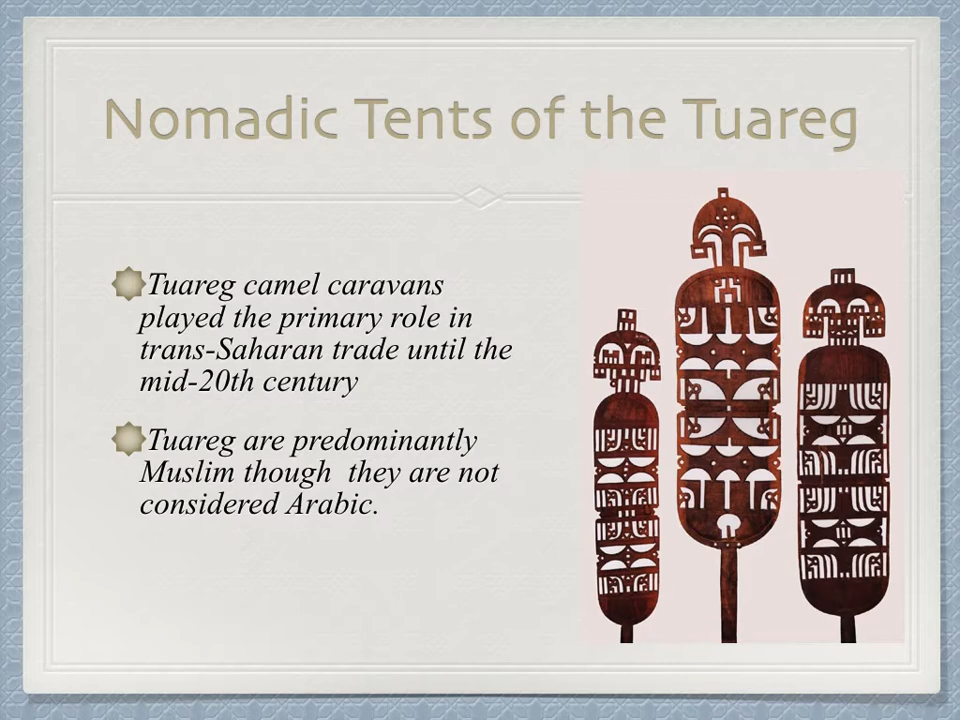 Nomadic Tents of the Tuareg
Tuareg camel caravans
played the primary role in
trans-Saharan trade until the
mid-20th century
Tuareg are predominantly
Muslim though  they are not
considered Arabic.